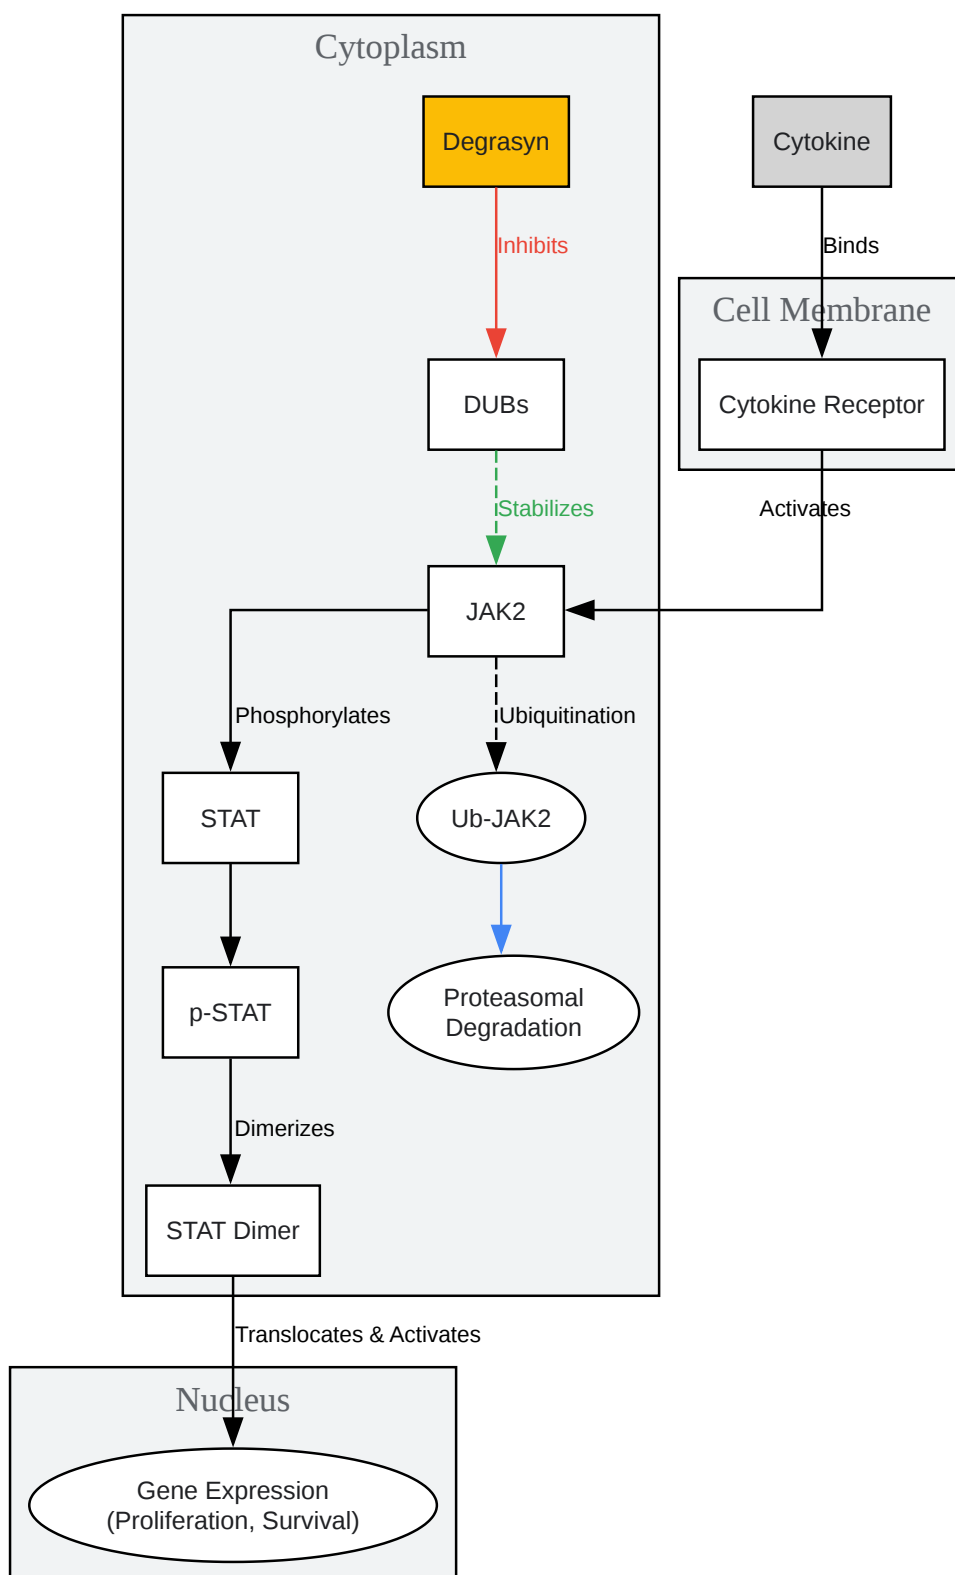 Cytoplasm
Degrasyn
Cytokine
Inhibits
Binds
Cell Membrane
DUBs
Cytokine Receptor
Stabilizes
Activates
JAK2
Phosphorylates
Ubiquitination
STAT
Ub-JAK2
p-STAT
Proteasomal
Degradation
Dimerizes
STAT Dimer
Translocates & Activates
Nucleus
Gene Expression
(Proliferation, Survival)